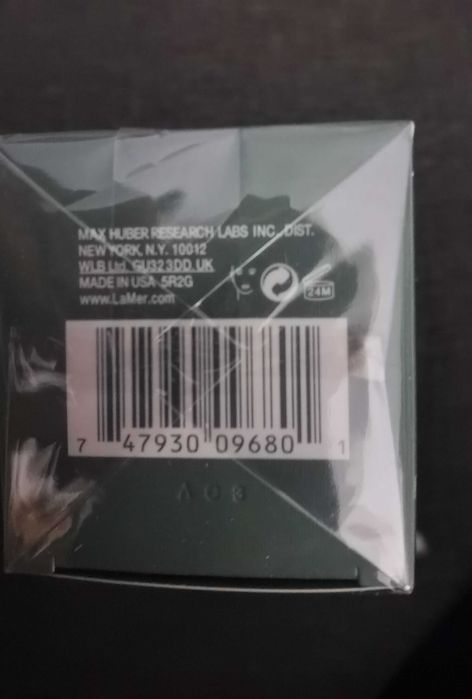 MAX HUBER RESEARCH LABS INC., DIST.
NEW YORK, N.Y. 10012
WLB Ltd. GU32 3DD. UK
MADE IN USA 5R2G
www.LaMer.com
24M
7 47930 09680 1